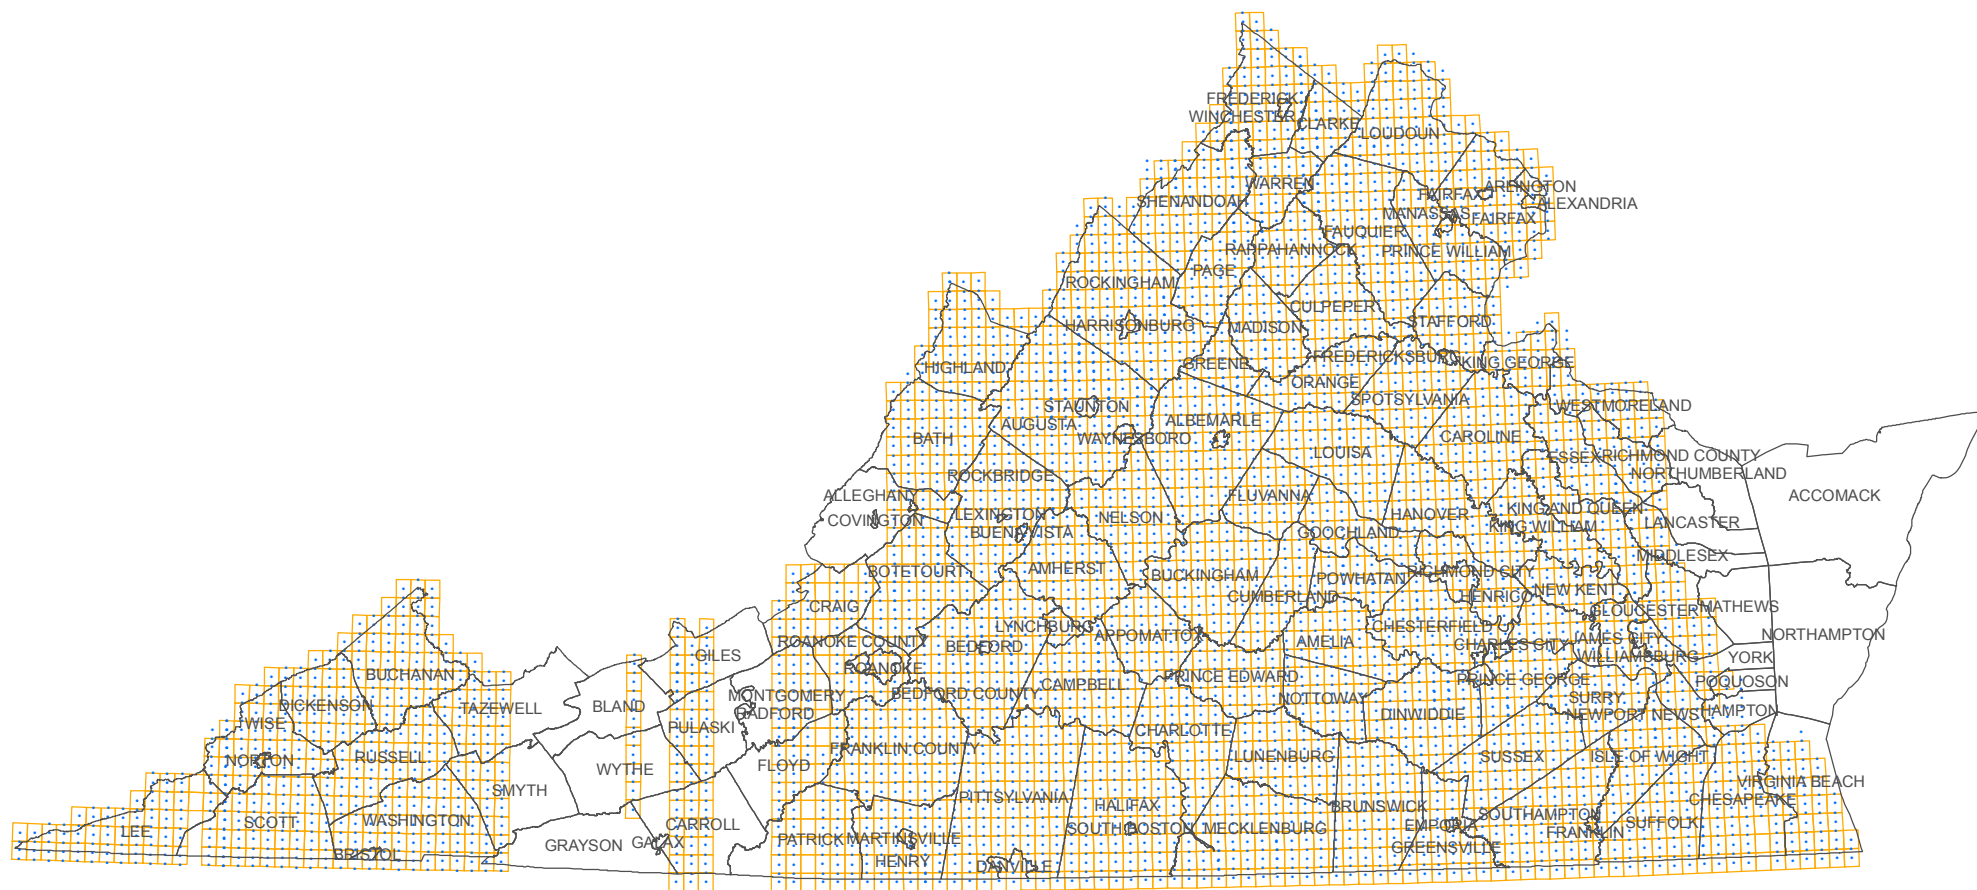 FREDERICK
WINCHESTER
CLARKE
LOUDOUN
WARREN
SHENANDOAH
ARLINGTON
FAIRFAX
ALEXANDRIA
MANASSAS
FAIRFAX
FAUQUIER
RAPPAHANNOCK
PRINCE WILLIAM
PAGE
ROCKINGHAM
CULPEPER
HARRISONBURG
MADISON
STAFFORD
FREDERICKSBURG
KING GEORGE
HIGHLAND
GREENE
ORANGE
SPOTSYLVANIA
WESTMORELAND
STAUNTON
AUGUSTA
ALBEMARLE
WAYNESBORO
BATH
CAROLINE
LOUISA
ESSEX
RICHMOND COUNTY
NORTHUMBERLAND
ROCKBRIDGE
ALLEGHANY
FLUVANNA
ACCOMACK
COVINGTON
LEXINGTON
NELSON
HANOVER
KING AND QUEEN
KING WILLIAM
LANCASTER
BUENA VISTA
GOOCHLAND
MIDDLESEX
BOTETOURT
AMHERST
BUCKINGHAM
POWHATAN
RICHMOND CITY
NEW KENT
CUMBERLAND
HENRICO
CRAIG
GLOUCESTER
MATHEWS
LYNCHBURG
CHESTERFIELD
ROANOKE COUNTY
APPOMATTOX
AMELIA
CHARLES CITY
JAMES CITY
NORTHAMPTON
BEDFORD
GILES
WILLIAMSBURG
YORK
ROANOKE
BUCHANAN
PRINCE EDWARD
PRINCE GEORGE
POQUOSON
CAMPBELL
BEDFORD COUNTY
MONTGOMERY
NOTTOWAY
SURRY
DICKENSON
TAZEWELL
BLAND
RADFORD
DINWIDDIE
NEWPORT NEWS
HAMPTON
WISE
PULASKI
CHARLOTTE
FRANKLIN COUNTY
LUNENBURG
SUSSEX
ISLE OF WIGHT
NORTON
RUSSELL
FLOYD
WYTHE
VIRGINIA BEACH
SMYTH
PITTSYLVANIA
HALIFAX
BRUNSWICK
CHESAPEAKE
SOUTHAMPTON
LEE
SCOTT
WASHINGTON
CARROLL
SOUTH BOSTON
MECKLENBURG
EMPORIA
SUFFOLK
FRANKLIN
PATRICK
MARTINSVILLE
GRAYSON
GALAX
GREENSVILLE
BRISTOL
HENRY
DANVILLE